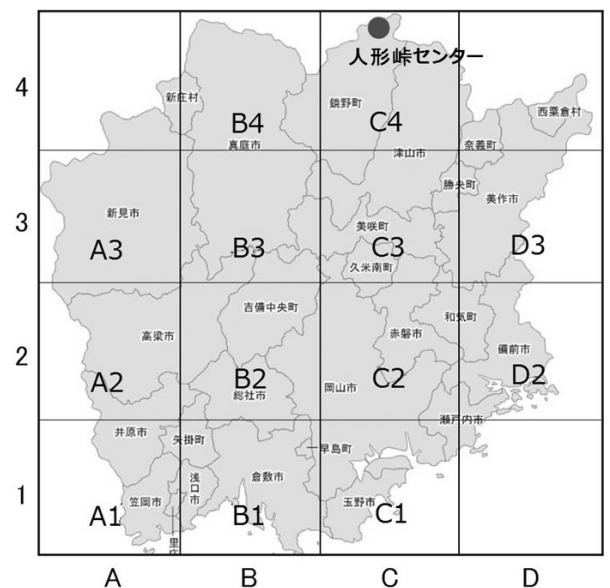 人形峠センター
4
新庄村
鏡野町
西粟倉村
B4
C4
真庭市
津山市
奈義町
勝央町
美作市
3
新見市
美咲町
A3
B3
C3
D3
久米南町
吉備中央町
高梁市
和気町
赤磐市
備前市
2
A2
B2
C2
D2
総社市
岡山市
瀬戸内市
井原市
矢掛町
早島町
倉敷市
浅口市
笠岡市
玉野市
1
A1
B1
C1
里庄
A
B
C
D